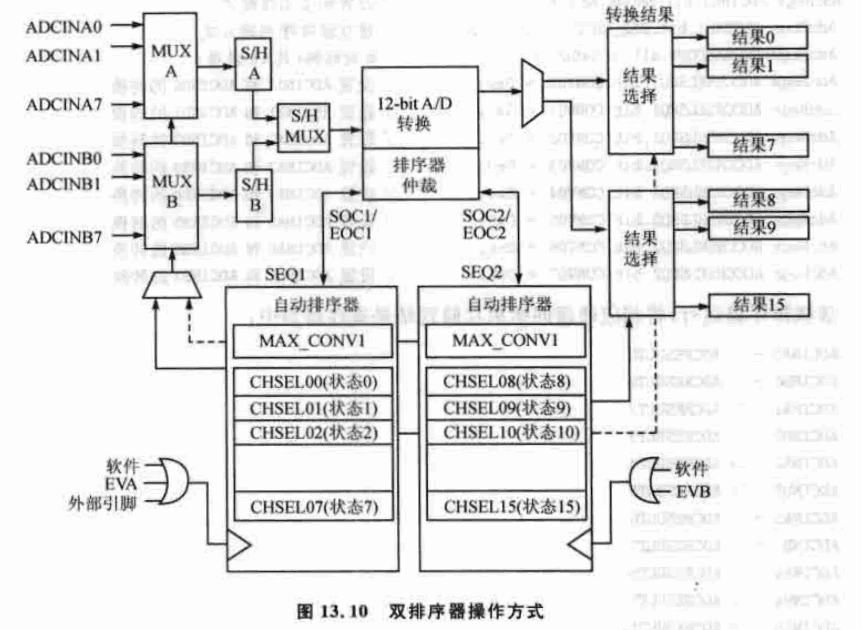 ADCINA0
ADCINA1
ADCINA7
ADCINB0
ADCINB1
ADCINB7
MUX
A
S/H
A
S/H
MUX
MUX
B
S/H
B
12-bit A/D
转换
排序器
仲裁
SOC1/
EOC1
SOC2/
EOC2
转换结果
结果
选择
结果0
结果1
结果7
结果
选择
结果8
结果9
结果15
SEQ1
自动排序器
MAX_CONV1
CHSEL00(状态0)
CHSEL01(状态1)
CHSEL02(状态2)
CHSEL07(状态7)
软件
EVA
外部引脚
SEQ2
自动排序器
MAX_CONV1
CHSEL08(状态8)
CHSEL09(状态9)
CHSEL10(状态10)
CHSEL15(状态15)
软件
EVB
图 13.10 双排序器操作方式